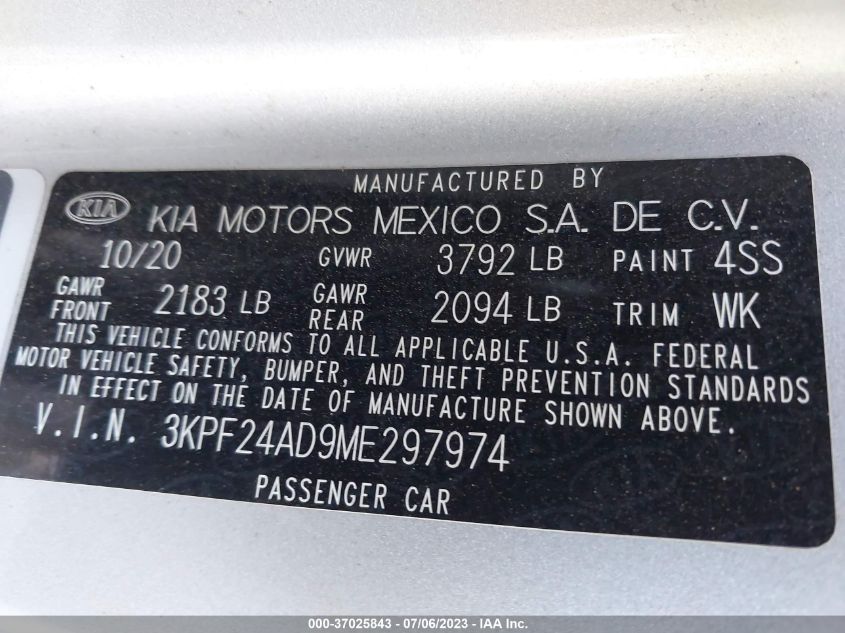 MANUFACTURED BY
KIA KIA MOTORS MEXICO S.A. DE C.V.
10/20 GVWR 3792 LB PAINT 4SS
GAWR FRONT 2183 LB GAWR REAR 2094 LB TRIM WK
THIS VEHICLE CONFORMS TO ALL APPLICABLE U.S.A. FEDERAL
MOTOR VEHICLE SAFETY, BUMPER, AND THEFT PREVENTION STANDARDS
IN EFFECT ON THE DATE OF MANUFACTURE SHOWN ABOVE.
V.I.N. 3KPF24AD9ME297974
PASSENGER CAR
000-37025843 - 07/06/2023 - IAA Inc.